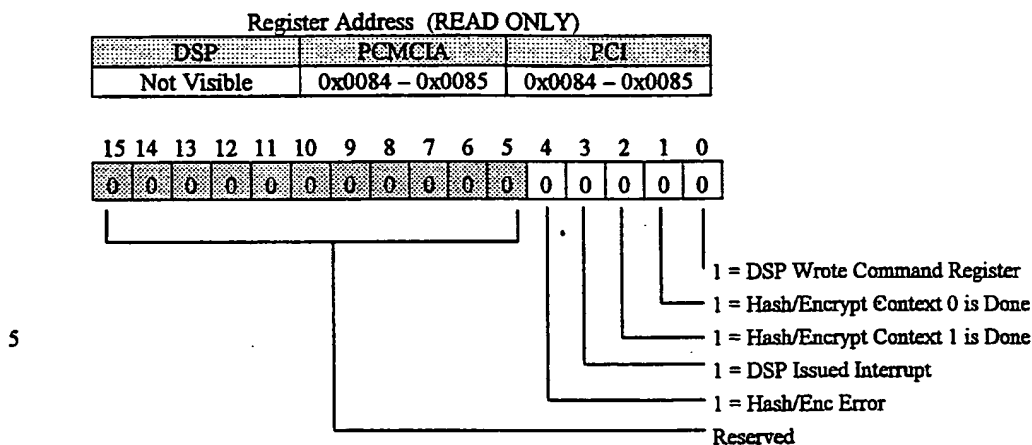 Register Address (READ ONLY)
DSP PCMCIA PCI
Not Visible 0x0084 – 0x0085 0x0084 – 0x0085
15 14 13 12 11 10 9 8 7 6 5 4 3 2 1 0
0 0 0 0 0 0 0 0 0 0 0 0 0 0 0 0
1 = DSP Wrote Command Register
1 = Hash/Encrypt Context 0 is Done
5
1 = Hash/Encrypt Context 1 is Done
1 = DSP Issued Interrupt
1 = Hash/Enc Error
Reserved